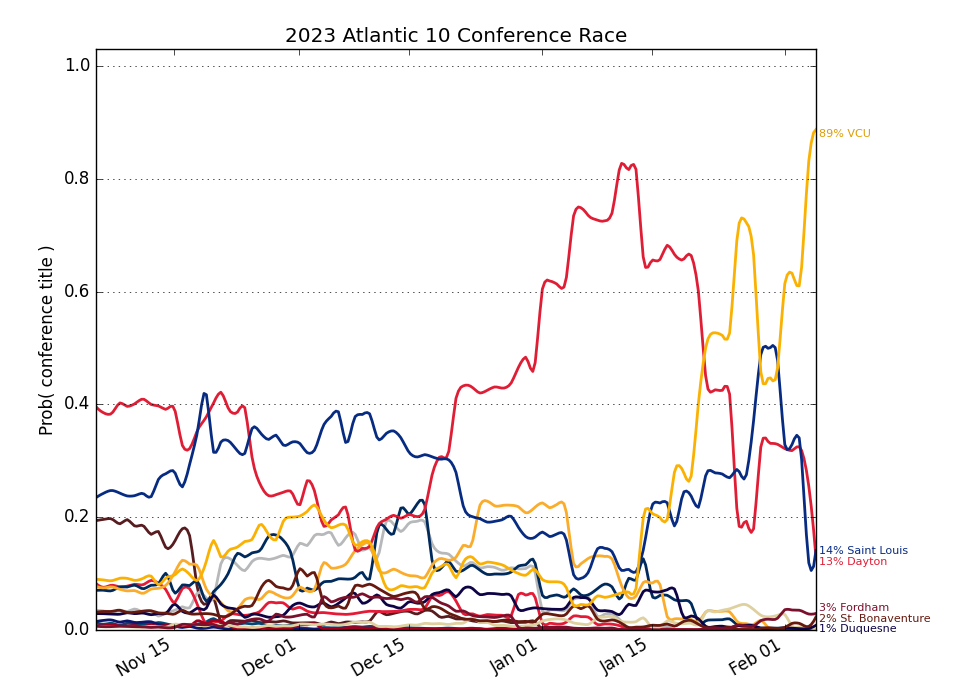 2023 Atlantic 10 Conference Race
Prob( conference title )
1.0
0.8
0.6
0.4
0.2
0.0
89% VCU
14% Saint Louis
13% Dayton
3% Fordham
2% St. Bonaventure
1% Duquesne
Nov 15
Dec 01
Dec 15
Jan 01
Jan 15
Feb 01